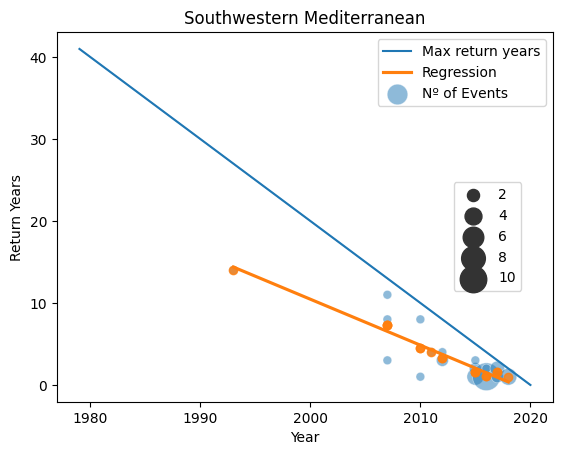 Southwestern Mediterranean
Max return years
Regression
Nº of Events
2
4
6
8
10
Return Years
40
30
20
10
0
1980 1990 2000 2010 2020
Year